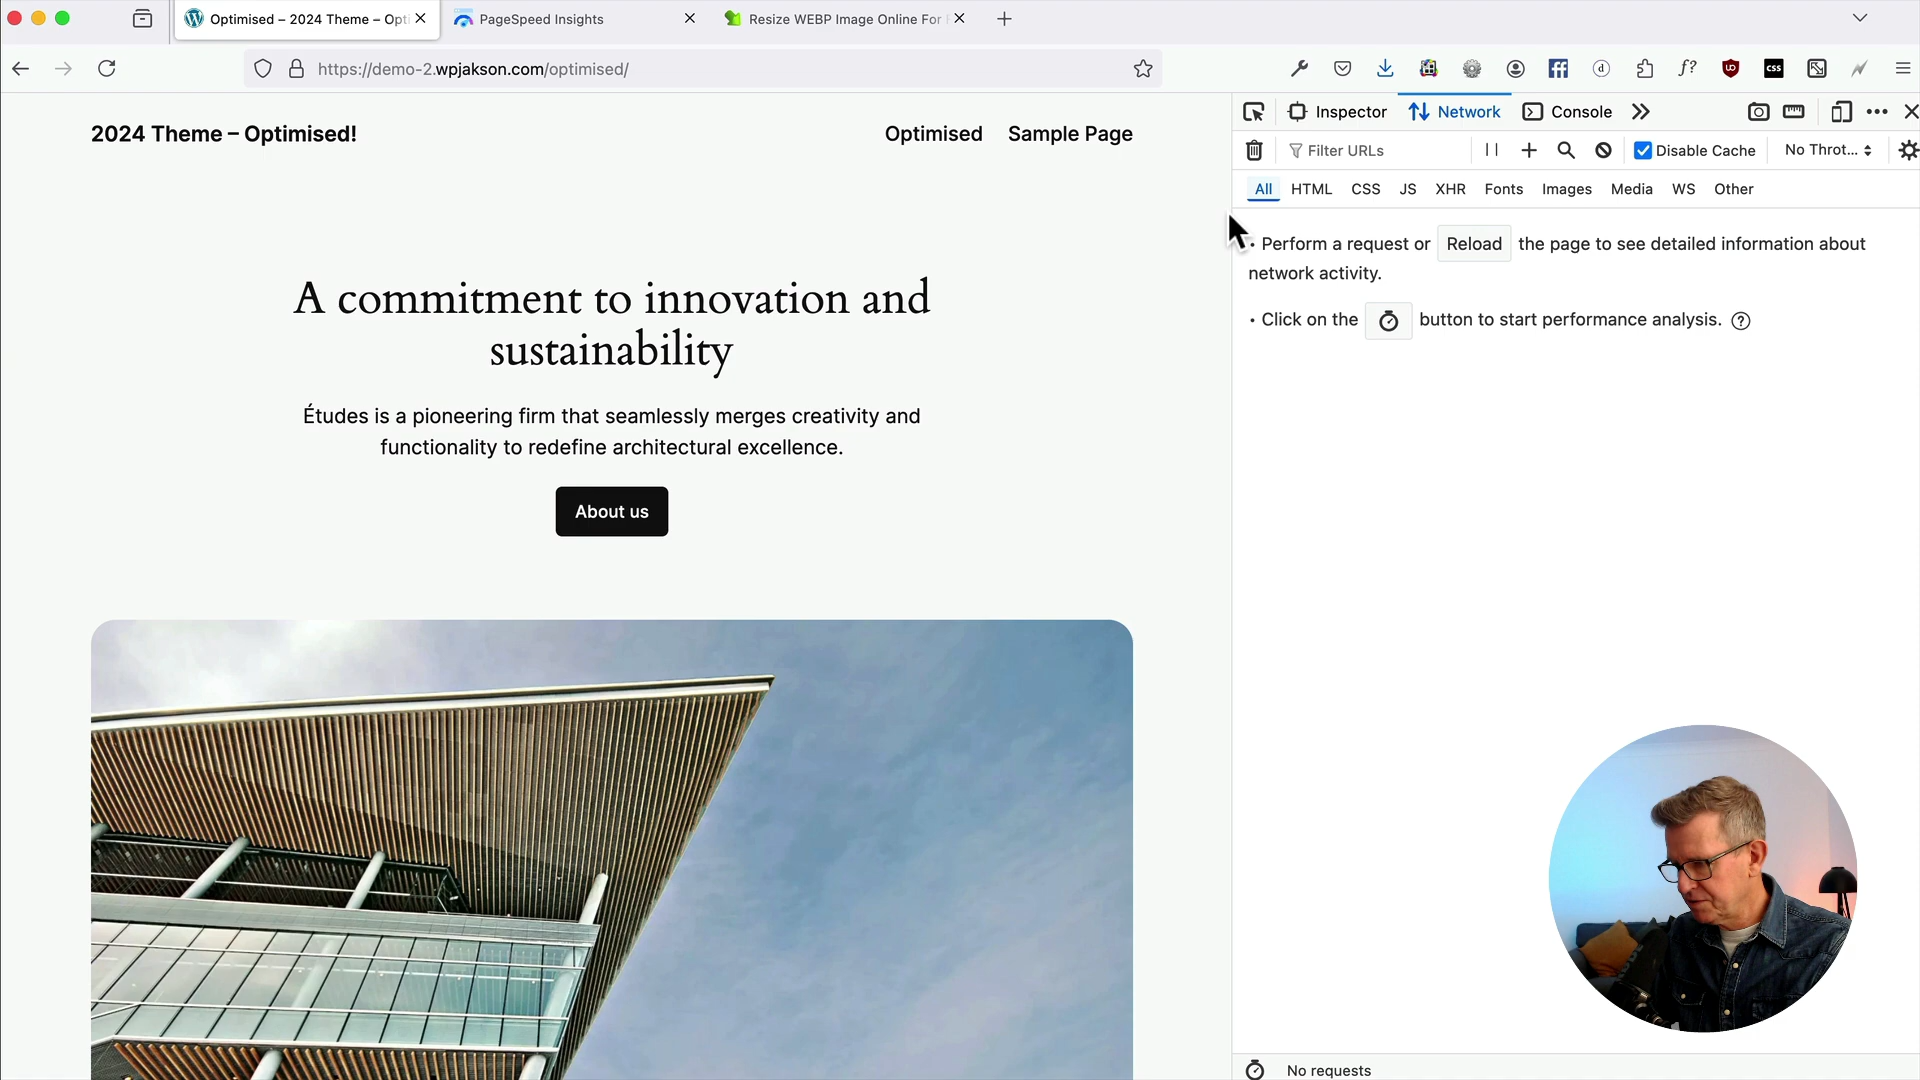 Optimised – 2024 Theme – Opti
PageSpeed Insights
Resize WEBP Image Online For F
https://demo-2.wpjakson.com/optimised/
2024 Theme – Optimised!
Optimised
Sample Page
A commitment to innovation and
sustainability
Études is a pioneering firm that seamlessly merges creativity and
functionality to redefine architectural excellence.
About us
Inspector
Network
Console
Filter URLs
Disable Cache
No Throt...
All
HTML
CSS
JS
XHR
Fonts
Images
Media
WS
Other
• Perform a request or Reload the page to see detailed information about
network activity.
• Click on the button to start performance analysis.
No requests